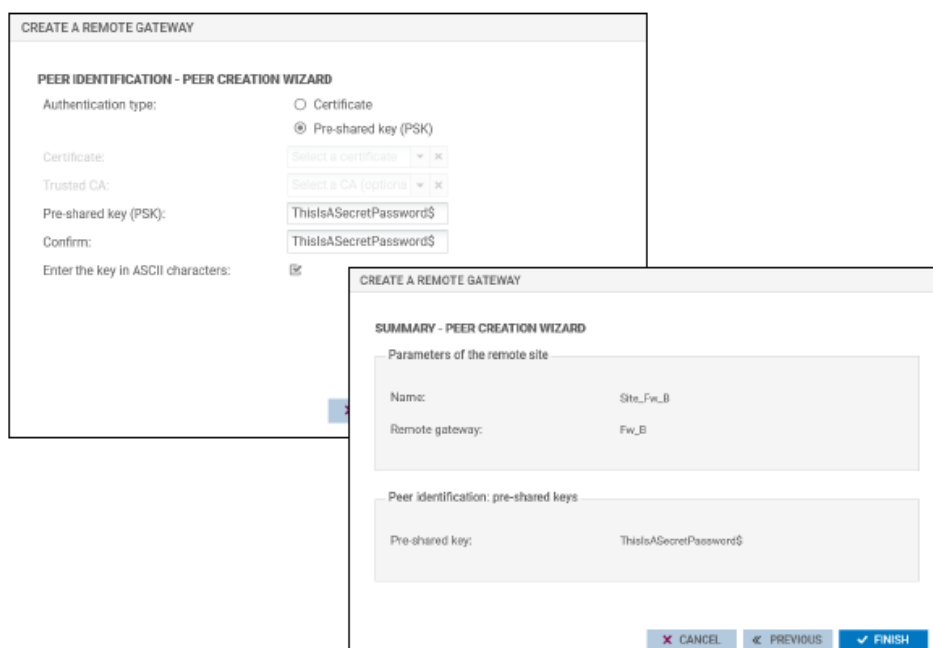 CREATE A REMOTE GATEWAY
PEER IDENTIFICATION - PEER CREATION WIZARD
Authentication type:
Certificate
Pre-shared key (PSK)
Certificate:
Select a certificate
Trusted CA:
Select a CA (optiona
Pre-shared key (PSK):
ThisIsASecretPassword$
Confirm:
ThisIsASecretPassword$
Enter the key in ASCII characters:
CREATE A REMOTE GATEWAY
SUMMARY - PEER CREATION WIZARD
Parameters of the remote site
Name:
Site_Fw_B
Remote gateway:
Fw_B
Peer identification: pre-shared keys
Pre-shared key:
ThisIsASecretPassword$
CANCEL
PREVIOUS
FINISH